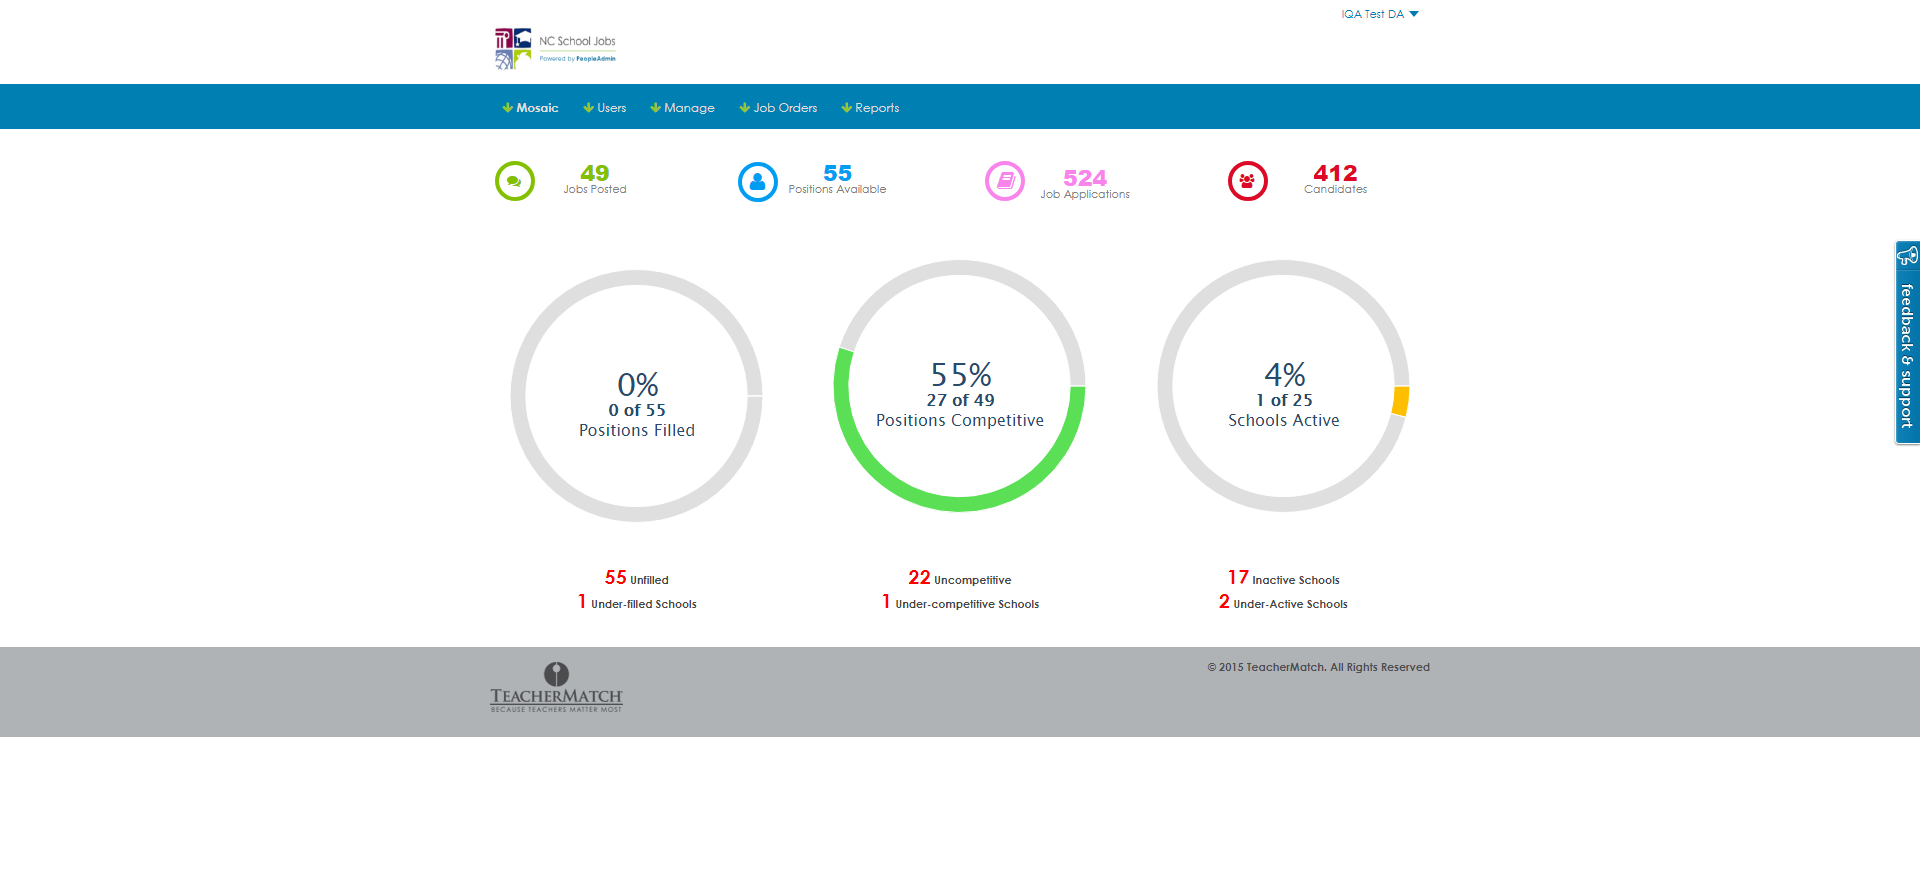 IQA Test DA
NC School Jobs
Powered by PeopleAdmin
Mosaic Users Manage Job Orders Reports
49
Jobs Posted
55
Positions Available
524
Job Applications
412
Candidates
0%
0 of 55
Positions Filled
55%
27 of 49
Positions Competitive
4%
1 of 25
Schools Active
feedback & support
55 Unfilled
1 Under-filled Schools
22 Uncompetitive
1 Under-competitive Schools
17 Inactive Schools
2 Under-Active Schools
TEACHERMATCH
BECAUSE TEACHERS MATTER MOST
© 2015 TeacherMatch. All Rights Reserved